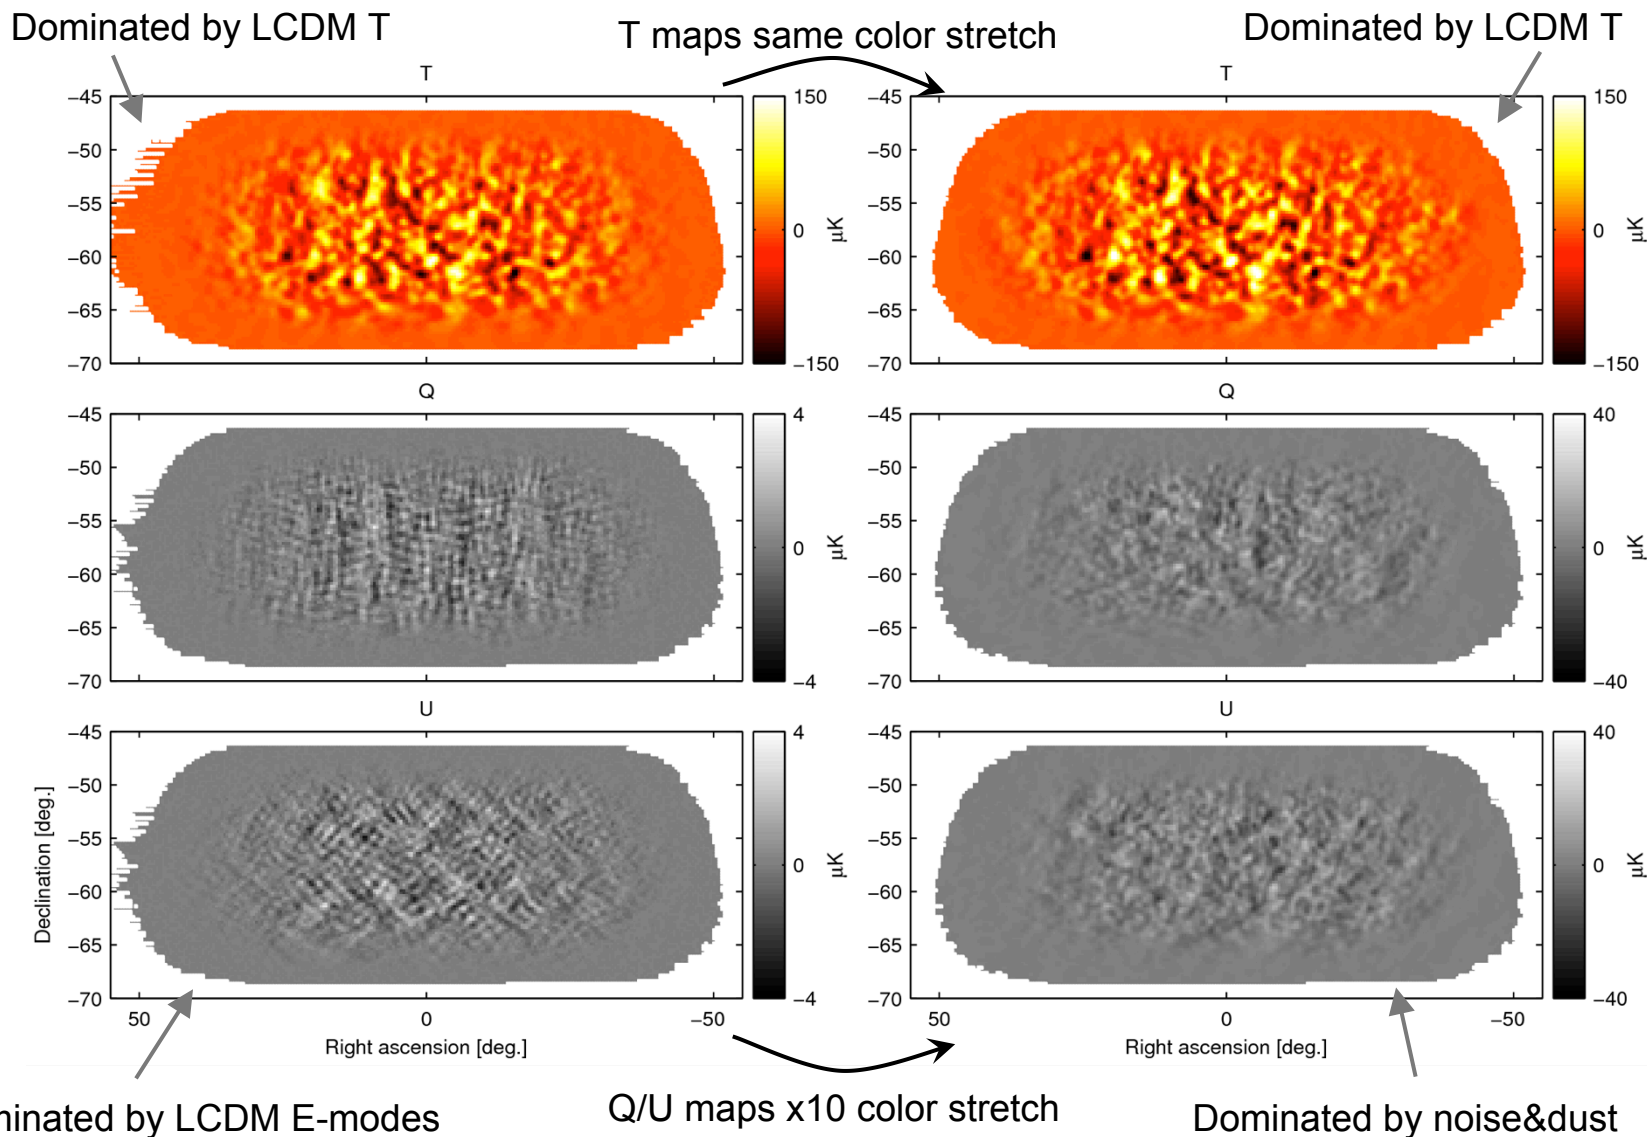 Dominated by LCDM T
T maps same color stretch
Dominated by LCDM T
T
T
−45
−50
−55
−60
−65
−70
150
0
−150
μK
−45
−50
−55
−60
−65
−70
150
0
−150
μK
Q
Q
−45
−50
−55
−60
−65
−70
4
0
−4
μK
−45
−50
−55
−60
−65
−70
40
0
−40
μK
U
U
Declination [deg.]
−45
−50
−55
−60
−65
−70
4
0
−4
μK
−45
−50
−55
−60
−65
−70
40
0
−40
μK
50 0 −50
50 0 −50
Right ascension [deg.]
Right ascension [deg.]
minated by LCDM E-modes
Q/U maps x10 color stretch
Dominated by noise&dust